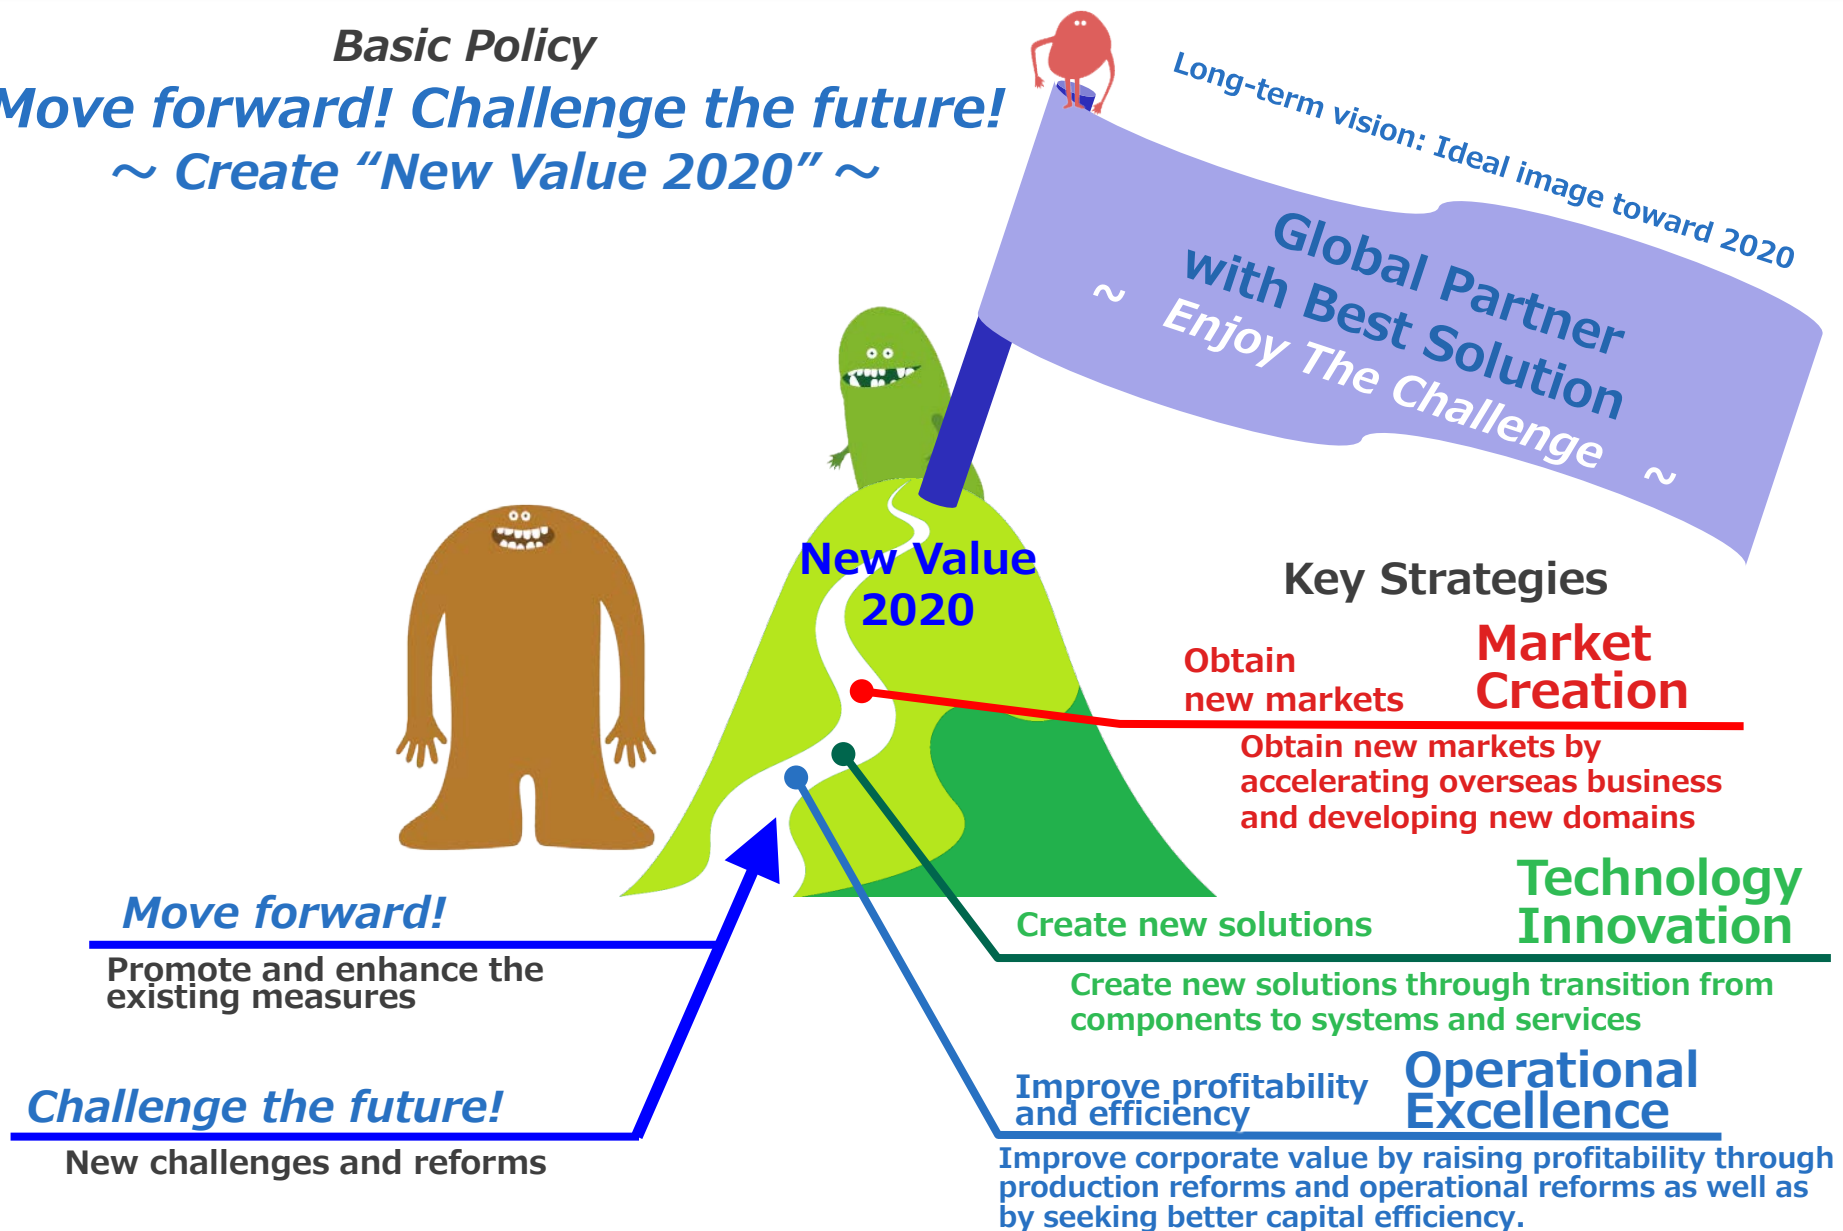 Basic Policy
Move forward! Challenge the future!
～ Create “New Value 2020” ～
Long-term vision: Ideal image toward 2020
Global Partner
with Best Solution
~ Enjoy The Challenge ~
New Value
2020
Key Strategies
Obtain
new markets
Market
Creation
Obtain new markets by
accelerating overseas business
and developing new domains
Move forward!
Promote and enhance the
existing measures
Create new solutions
Technology
Innovation
Create new solutions through transition from
components to systems and services
Challenge the future!
New challenges and reforms
Improve profitability
and efficiency
Operational
Excellence
Improve corporate value by raising profitability through
production reforms and operational reforms as well as
by seeking better capital efficiency.